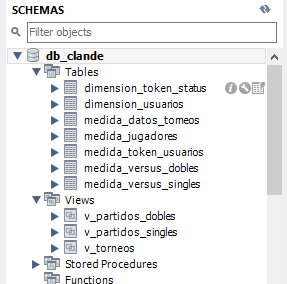 SCHEMAS
Filter objects
db_clande
Tables
dimension_token_status
dimension_usuarios
medida_datos_torneos
medida_jugadores
medida_token_usuarios
medida_versus_dobles
medida_versus_singles
Views
v_partidos_dobles
v_partidos_singles
v_torneos
Stored Procedures
Functions